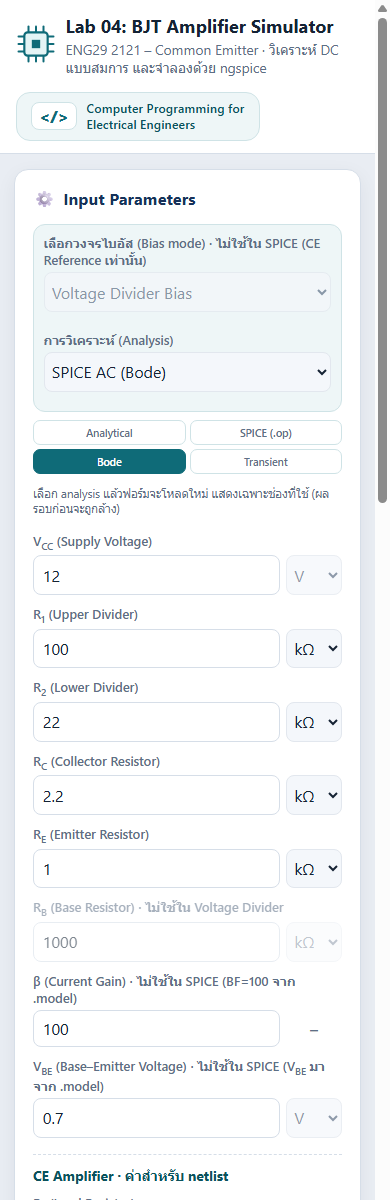 Lab 04: BJT Amplifier Simulator
ENG29 2121 – Common Emitter · วิเคราะห์ DC
แบบสมการ และจำลองด้วย ngspice
</> Computer Programming for
Electrical Engineers
Input Parameters
เลือกวงจรไบอัส (Bias mode) · ไม่ใช้ใน SPICE (CE
Reference เท่านั้น)
Voltage Divider Bias
การวิเคราะห์ (Analysis)
SPICE AC (Bode)
Analytical
SPICE (.op)
Bode
Transient
เลือก analysis แล้วฟอร์มจะโหลดใหม่ แสดงเฉพาะช่องที่ใช้ (ผล
รอบก่อนจะถูกล้าง)
VCC (Supply Voltage)
12 V
R1 (Upper Divider)
100 kΩ
R2 (Lower Divider)
22 kΩ
RC (Collector Resistor)
2.2 kΩ
RE (Emitter Resistor)
1 kΩ
RB (Base Resistor) · ไม่ใช้ใน Voltage Divider
1000 kΩ
β (Current Gain) · ไม่ใช้ใน SPICE (BF=100 จาก
.model)
100 –
VBE (Base–Emitter Voltage) · ไม่ใช้ใน SPICE (VBE มา
จาก .model)
0.7 V
CE Amplifier · ค่าสำหรับ netlist